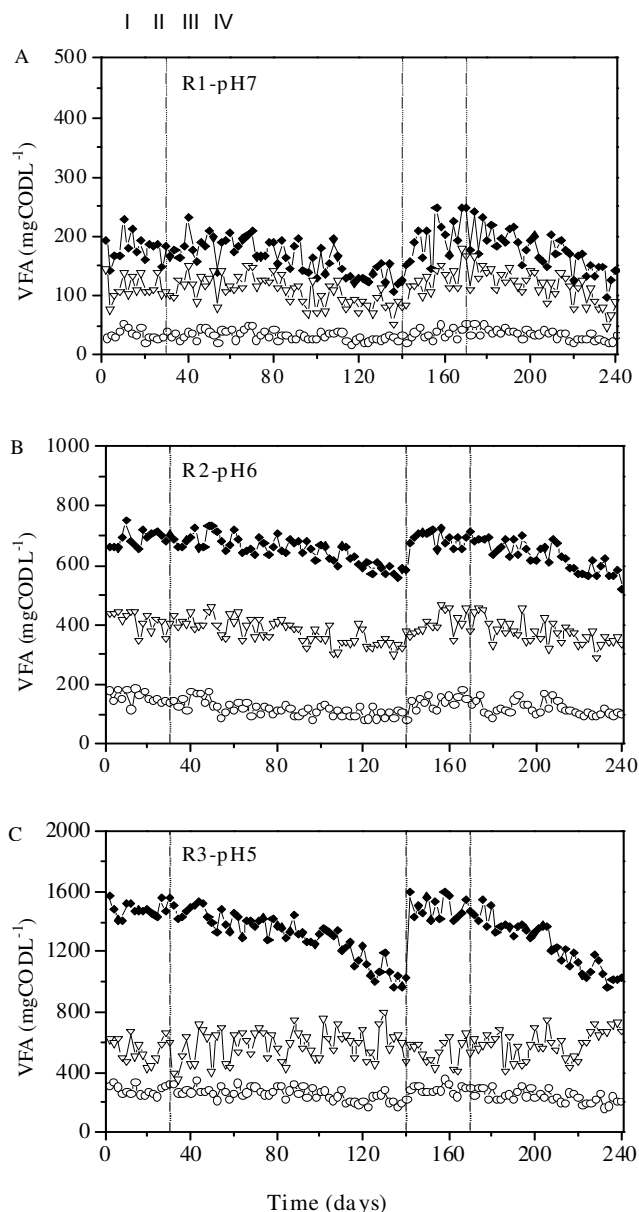 I II III IV
A
R1-pH7
VFA (mgCODL⁻¹)
500
400
300
200
100
0
0 40 80 120 160 200 240
B
R2-pH6
VFA (mgCODL⁻¹)
1000
800
600
400
200
0
0 40 80 120 160 200 240
C
R3-pH5
VFA (mgCODL⁻¹)
2000
1600
1200
800
400
0
0 40 80 120 160 200 240
Time (days)